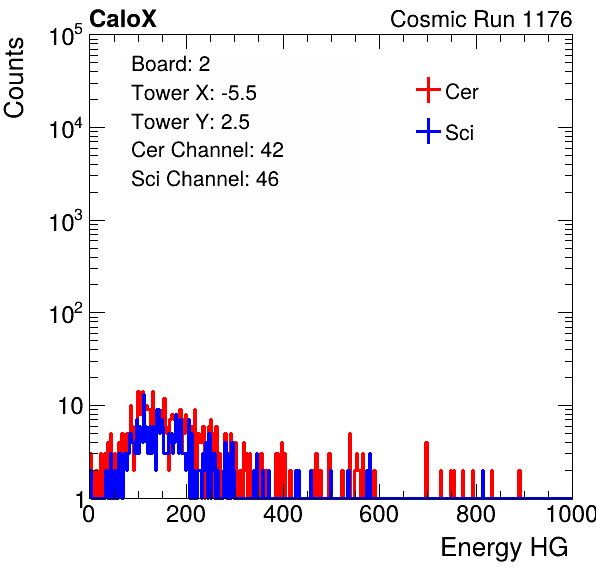 CaloX Cosmic Run 1176
Counts
10^5
10^4
10^3
10^2
10
1
Board: 2
Tower X: -5.5
Tower Y: 2.5
Cer Channel: 42
Sci Channel: 46
Cer
Sci
0 200 400 600 800 1000
Energy HG